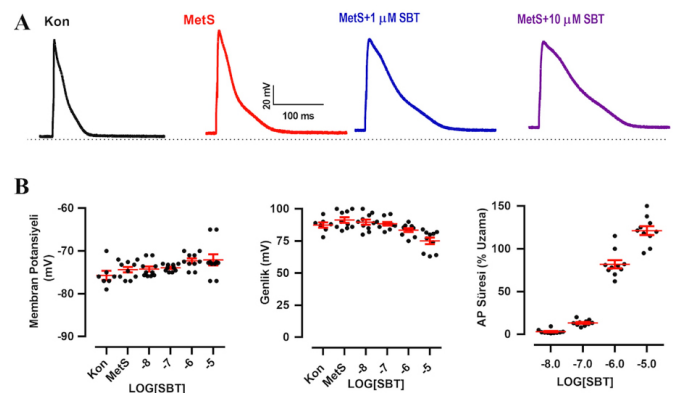 A
Kon
MetS
MetS+1 µM SBT
MetS+10 µM SBT
20 mV
100 ms
B
Membran Potansiyeli
(mV)
-60
-70
-80
-90
Kon
MetS
-8
-7
-6
-5
LOG[SBT]
Genlik (mV)
100
75
50
25
0
Kon
MetS
-8
-7
-6
-5
LOG[SBT]
AP Süresi (% Uzama)
150
100
50
0
-8.0
-7.0
-6.0
-5.0
LOG[SBT]